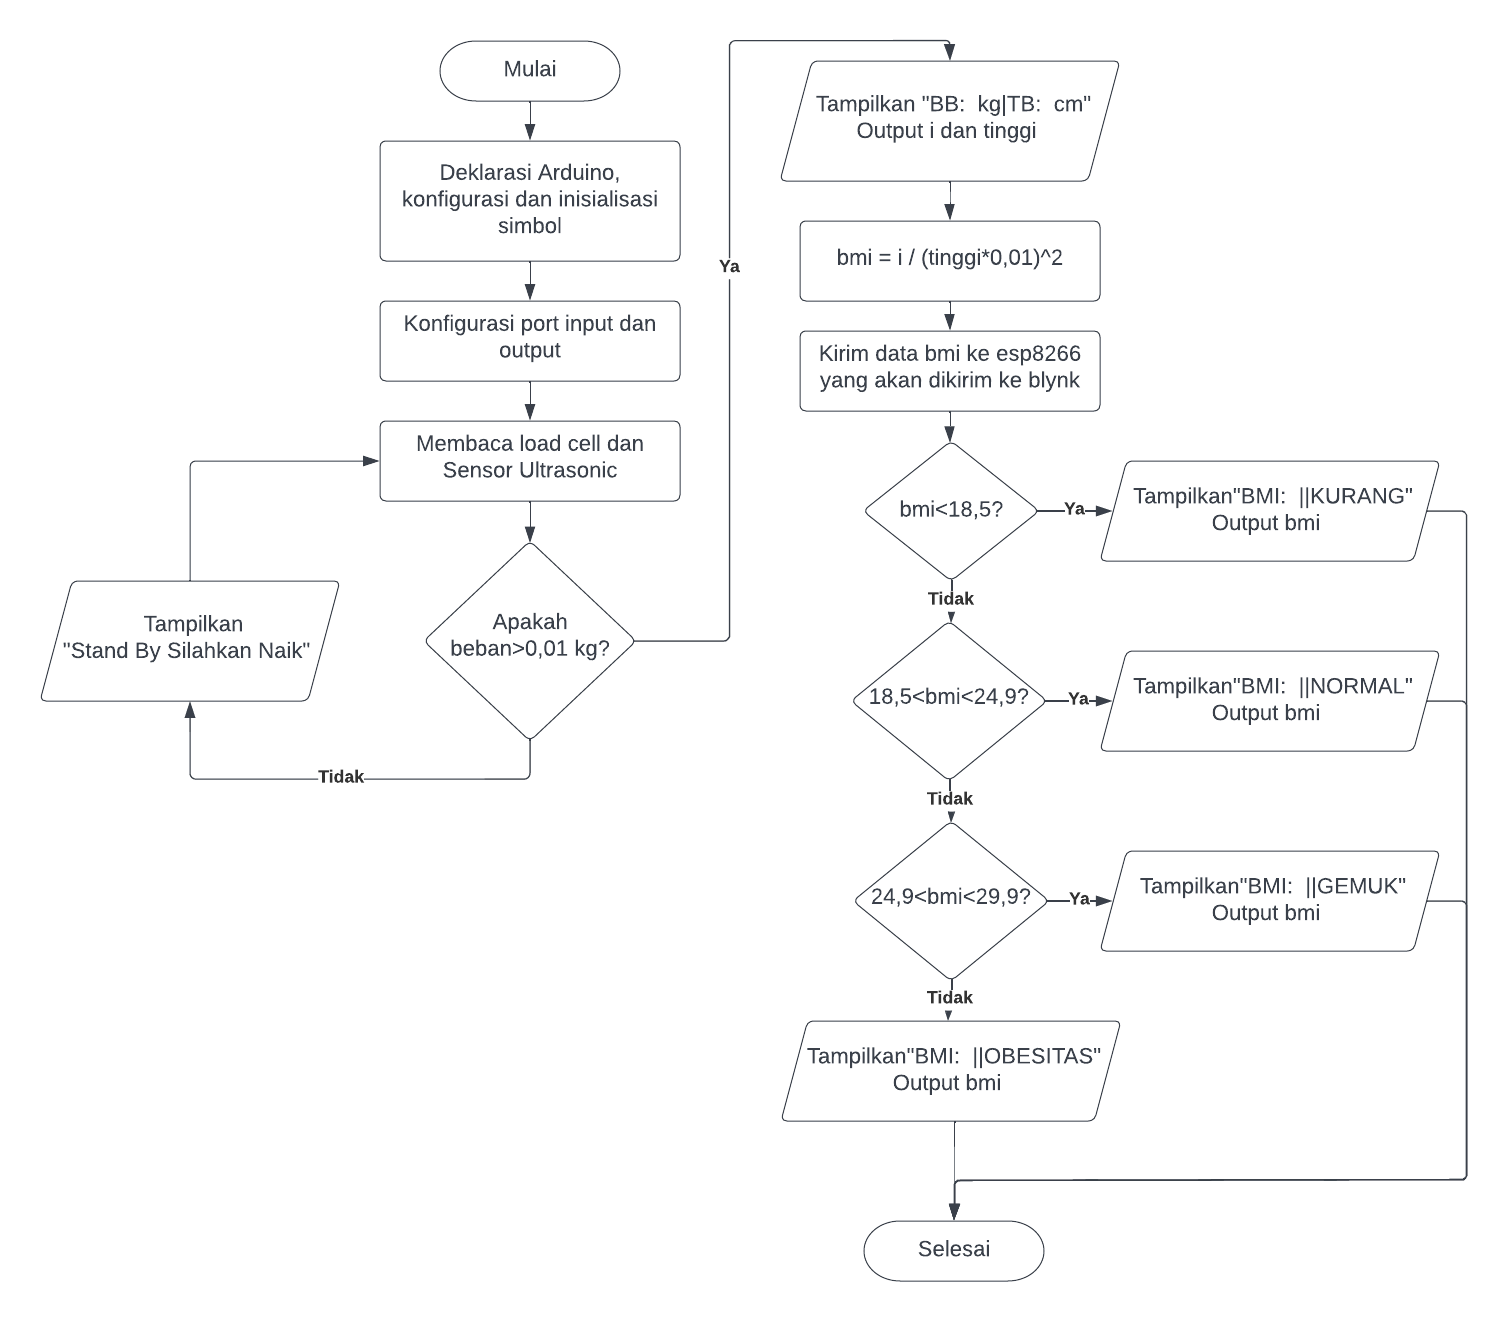 Mulai
Deklarasi Arduino,
konfigurasi dan inisialisasi
simbol
Konfigurasi port input dan
output
Membaca load cell dan
Sensor Ultrasonic
Apakah
beban>0,01 kg?
Tidak
Tampilkan
"Stand By Silahkan Naik"
Ya
Tampilkan "BB:  kg|TB:  cm"
Output i dan tinggi
bmi = i / (tinggi*0,01)^2
Kirim data bmi ke esp8266
yang akan dikirim ke blynk
bmi<18,5?
Ya
Tampilkan"BMI:  ||KURANG"
Output bmi
Tidak
18,5<bmi<24,9?
Ya
Tampilkan"BMI:  ||NORMAL"
Output bmi
Tidak
24,9<bmi<29,9?
Ya
Tampilkan"BMI:  ||GEMUK"
Output bmi
Tidak
Tampilkan"BMI:  ||OBESITAS"
Output bmi
Selesai